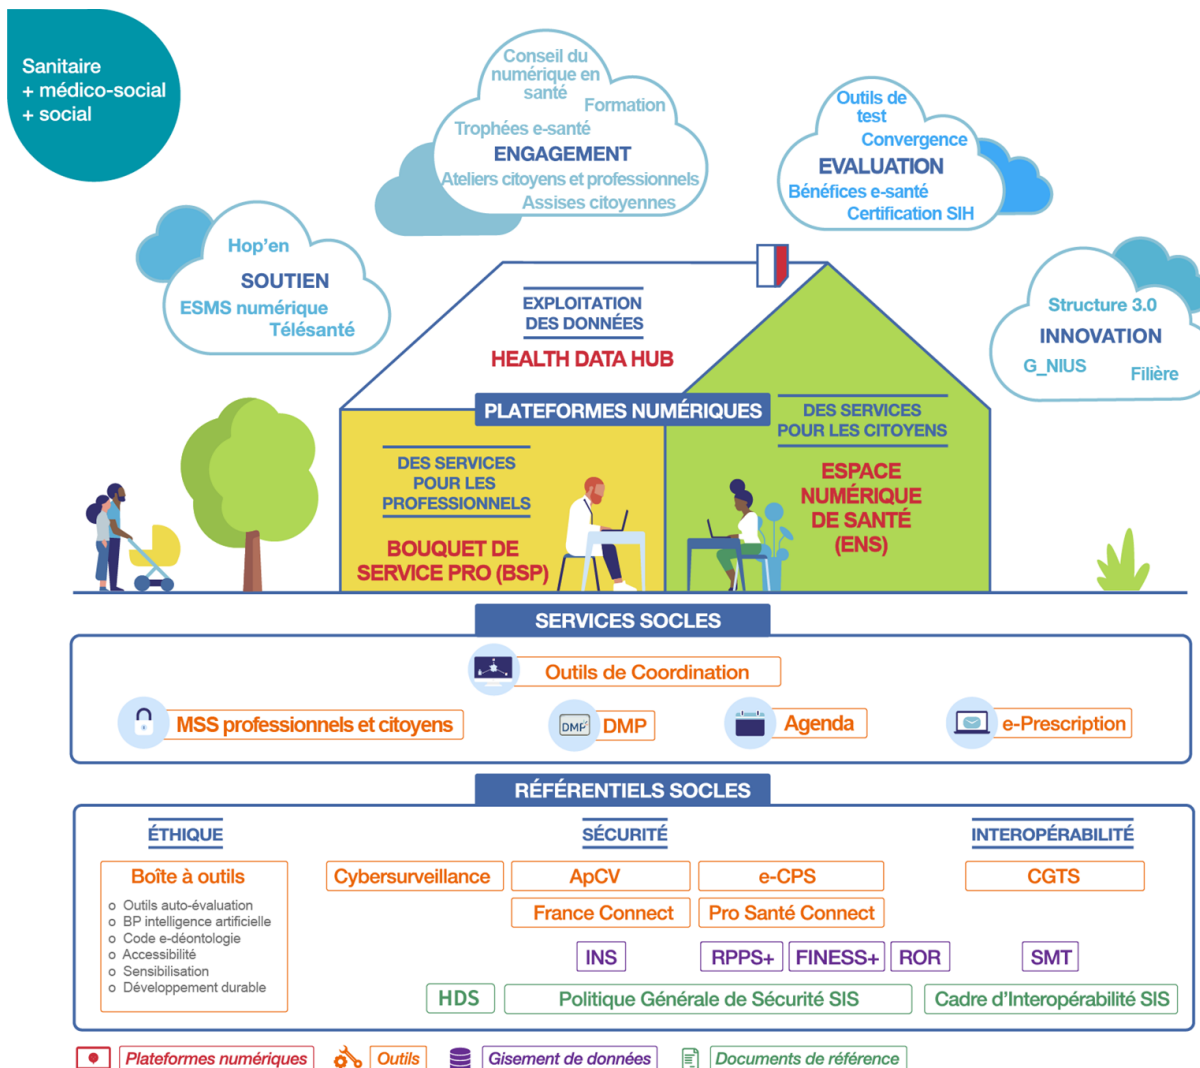 Sanitaire
+ médico-social
+ social
Conseil du
numérique en
santé
Formation
Trophées e-santé
ENGAGEMENT
Ateliers citoyens et professionnels
Assises citoyennes
Outils de
test
Convergence
EVALUATION
Bénéfices e-santé
Certification SIH
Hop'en
SOUTIEN
ESMS numérique
Télésanté
Structure 3.0
INNOVATION
G_NIUS
Filière
EXPLOITATION
DES DONNÉES
HEALTH DATA HUB
PLATEFORMES NUMÉRIQUES
DES SERVICES
POUR LES
PROFESSIONNELS
BOUQUET DE
SERVICE PRO (BSP)
DES SERVICES
POUR LES CITOYENS
ESPACE
NUMÉRIQUE
DE SANTÉ
(ENS)
SERVICES SOCLES
Outils de Coordination
MSS professionnels et citoyens
DMP
DMP
Agenda
e-Prescription
RÉFÉRENTIELS SOCLES
ÉTHIQUE
Boîte à outils
o Outils auto-évaluation
o BP intelligence artificielle
o Code e-déontologie
o Accessibilité
o Sensibilisation
o Développement durable
SÉCURITÉ
Cybersurveillance
ApCV
e-CPS
France Connect
Pro Santé Connect
INS
RPPS+
FINESS+
ROR
HDS
Politique Générale de Sécurité SIS
INTEROPÉRABILITÉ
CGTS
SMT
Cadre d'Interopérabilité SIS
Plateformes numériques
Outils
Gisement de données
Documents de référence